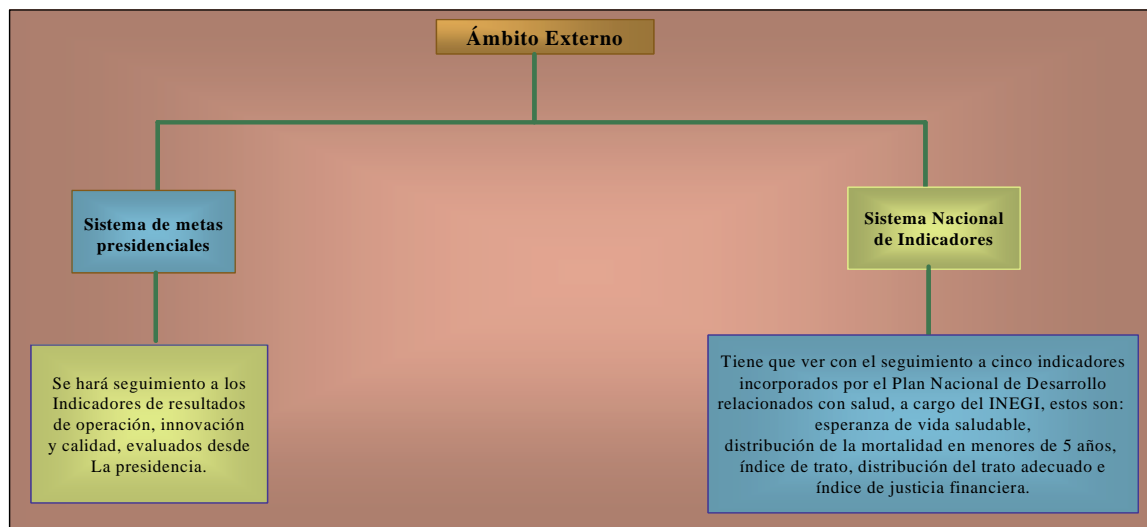 Ámbito Externo
Sistema de metas
presidenciales
Sistema Nacional
de Indicadores
Se hará seguimiento a los
Indicadores de resultados
de operación, innovación
y calidad, evaluados desde
La presidencia.
Tiene que ver con el seguimiento a cinco indicadores
incorporados por el Plan Nacional de Desarrollo
relacionados con salud, a cargo del INEGI, estos son:
esperanza de vida saludable,
distribución de la mortalidad en menores de 5 años,
índice de trato, distribución del trato adecuado e
índice de justicia financiera.